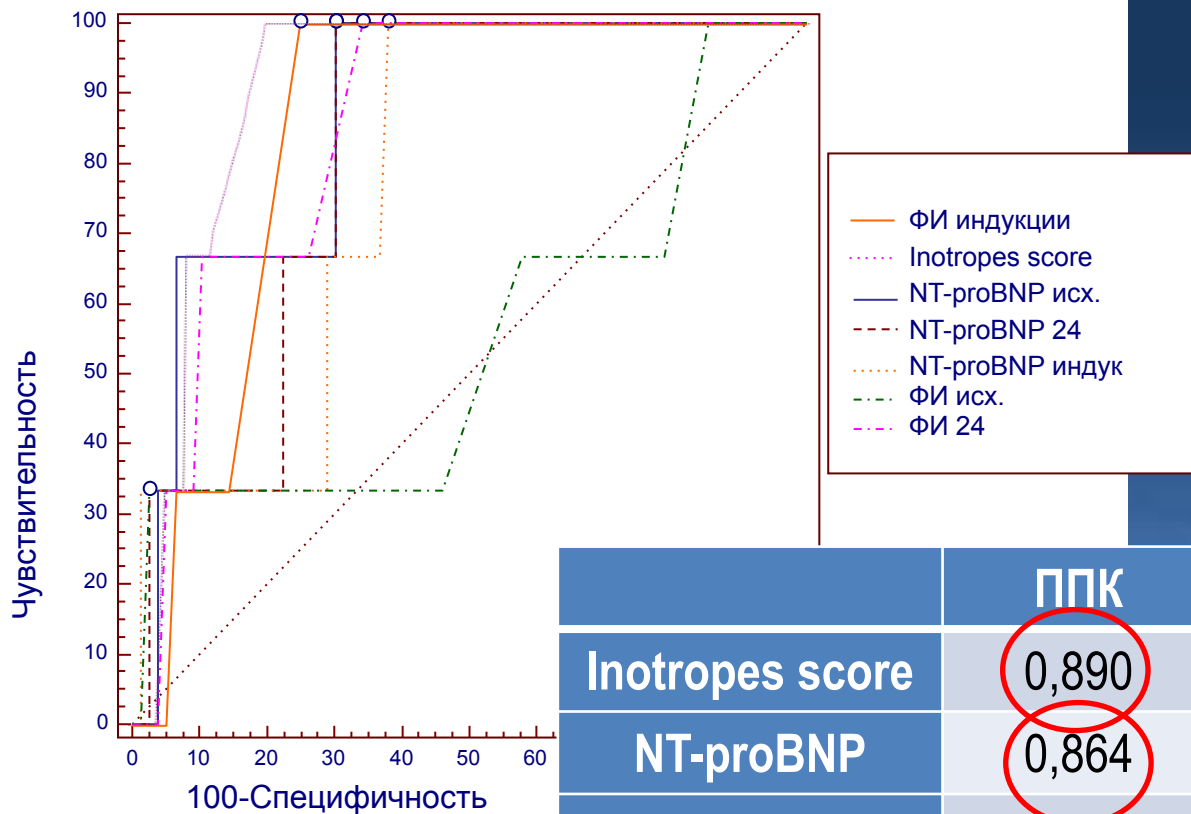 100
90
80
70
60
50
40
30
20
10
0
Чувствительность
0 10 20 30 40 50 60
100-Специфичность
ФИ индукции
Inotropes score
NT-proBNP исх.
NT-proBNP 24
NT-proBNP индук
ФИ исх.
ФИ 24
ППК
Inotropes score 0,890
NT-proBNP 0,864